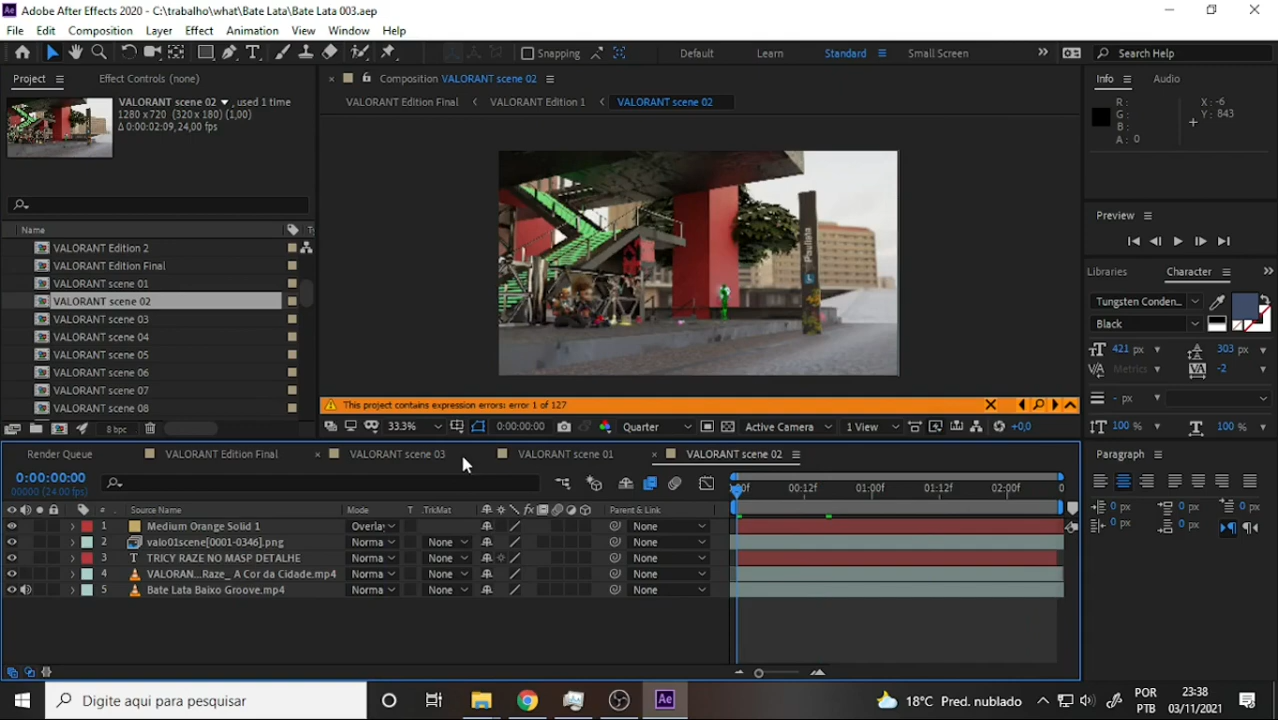 Adobe After Effects 2020 - C:\trabalho\what\Bate Lata\Bate Lata 003.aep
File Edit Composition Layer Effect Animation View Window Help
Snapping Default Learn Standard Small Screen Search Help
Project Effect Controls (none)
VALORANT scene 02 , used 1 time
1280 x 720 (320 x 180) (1,00)
Δ 0:00:02:09, 24,00 fps
Name
VALORANT Edition 2
VALORANT Edition Final
VALORANT scene 01
VALORANT scene 02
VALORANT scene 03
VALORANT scene 04
VALORANT scene 05
VALORANT scene 06
VALORANT scene 07
VALORANT scene 08
8 bpc
Composition VALORANT scene 02
VALORANT Edition Final VALORANT Edition 1 VALORANT scene 02
Paulista
This project contains expression errors: error 1 of 127
33.3% 0:00:00:00 Quarter Active Camera 1 View +0,0
Info Audio
R : X : -6
G : Y : 843
B :
A : 0
Preview
Libraries Character
Tungsten Conden...
Black
421 px 303 px
Metrics -2
- px
100 % 100 %
Paragraph
0 px 0 px 0 px
0 px 0 px
Render Queue VALORANT Edition Final VALORANT scene 03 VALORANT scene 01 VALORANT scene 02
0:00:00:00
00000 (24.00 fps)
00:12f 01:00f 01:12f 02:00f
# Source Name Mode T .TrkMat Parent & Link
1 Medium Orange Solid 1 Overlay None
2 valo01scene[0001-0346].png Norma None None
3 T TRICY RAZE NO MASP DETALHE Norma None None
4 VALORAN...Raze_ A Cor da Cidade.mp4 Norma None None
5 Bate Lata Baixo Groove.mp4 Norma None None
Digite aqui para pesquisar
Ae
18°C Pred. nublado
POR
PTB
23:38
03/11/2021